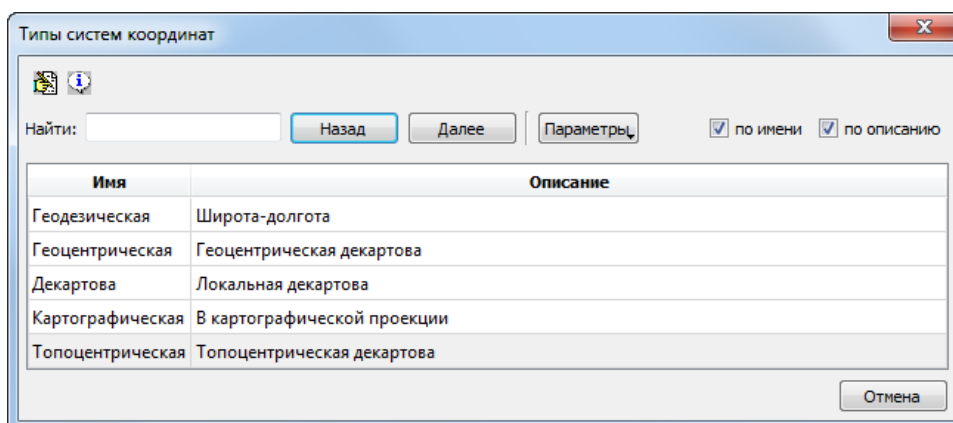 Типы систем координат
Найти: Назад Далее Параметры по имени по описанию
Имя Описание
Геодезическая Широта-долгота
Геоцентрическая Геоцентрическая декартова
Декартова Локальная декартова
Картографическая В картографической проекции
Топоцентрическая Топоцентрическая декартова
Отмена